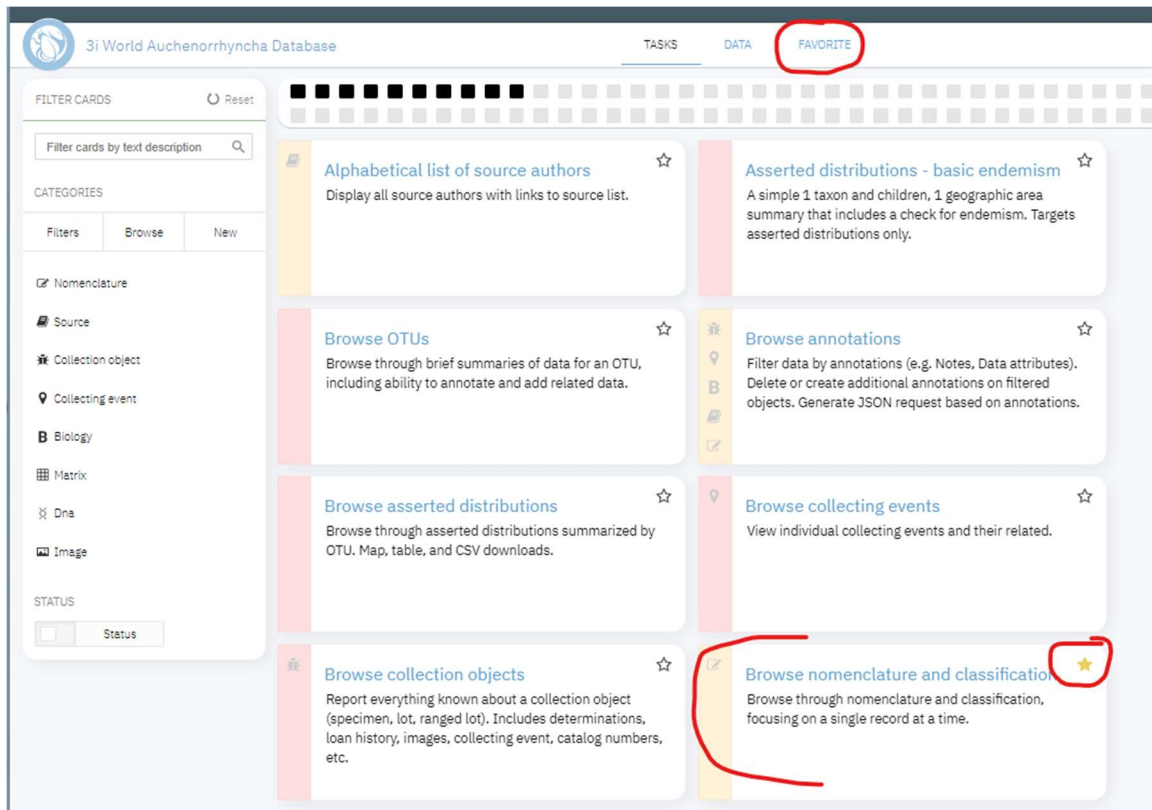 3i World Auchenorrhyncha Database
TASKS
DATA
FAVORITE
FILTER CARDS
Reset
Filter cards by text description
CATEGORIES
Filters
Browse
New
Nomenclature
Source
Collection object
Collecting event
B Biology
Matrix
Dna
Image
STATUS
Status
Alphabetical list of source authors
Display all source authors with links to source list.
Asserted distributions - basic endemism
A simple 1 taxon and children, 1 geographic area
summary that includes a check for endemism. Targets
asserted distributions only.
Browse OTUs
Browse through brief summaries of data for an OTU,
including ability to annotate and add related data.
B
Browse annotations
Filter data by annotations (e.g. Notes, Data attributes).
Delete or create additional annotations on filtered
objects. Generate JSON request based on annotations.
Browse asserted distributions
Browse through asserted distributions summarized by
OTU. Map, table, and CSV downloads.
Browse collecting events
View individual collecting events and their related.
Browse collection objects
Report everything known about a collection object
(specimen, lot, ranged lot). Includes determinations,
loan history, images, collecting event, catalog numbers,
etc.
Browse nomenclature and classification
Browse through nomenclature and classification,
focusing on a single record at a time.